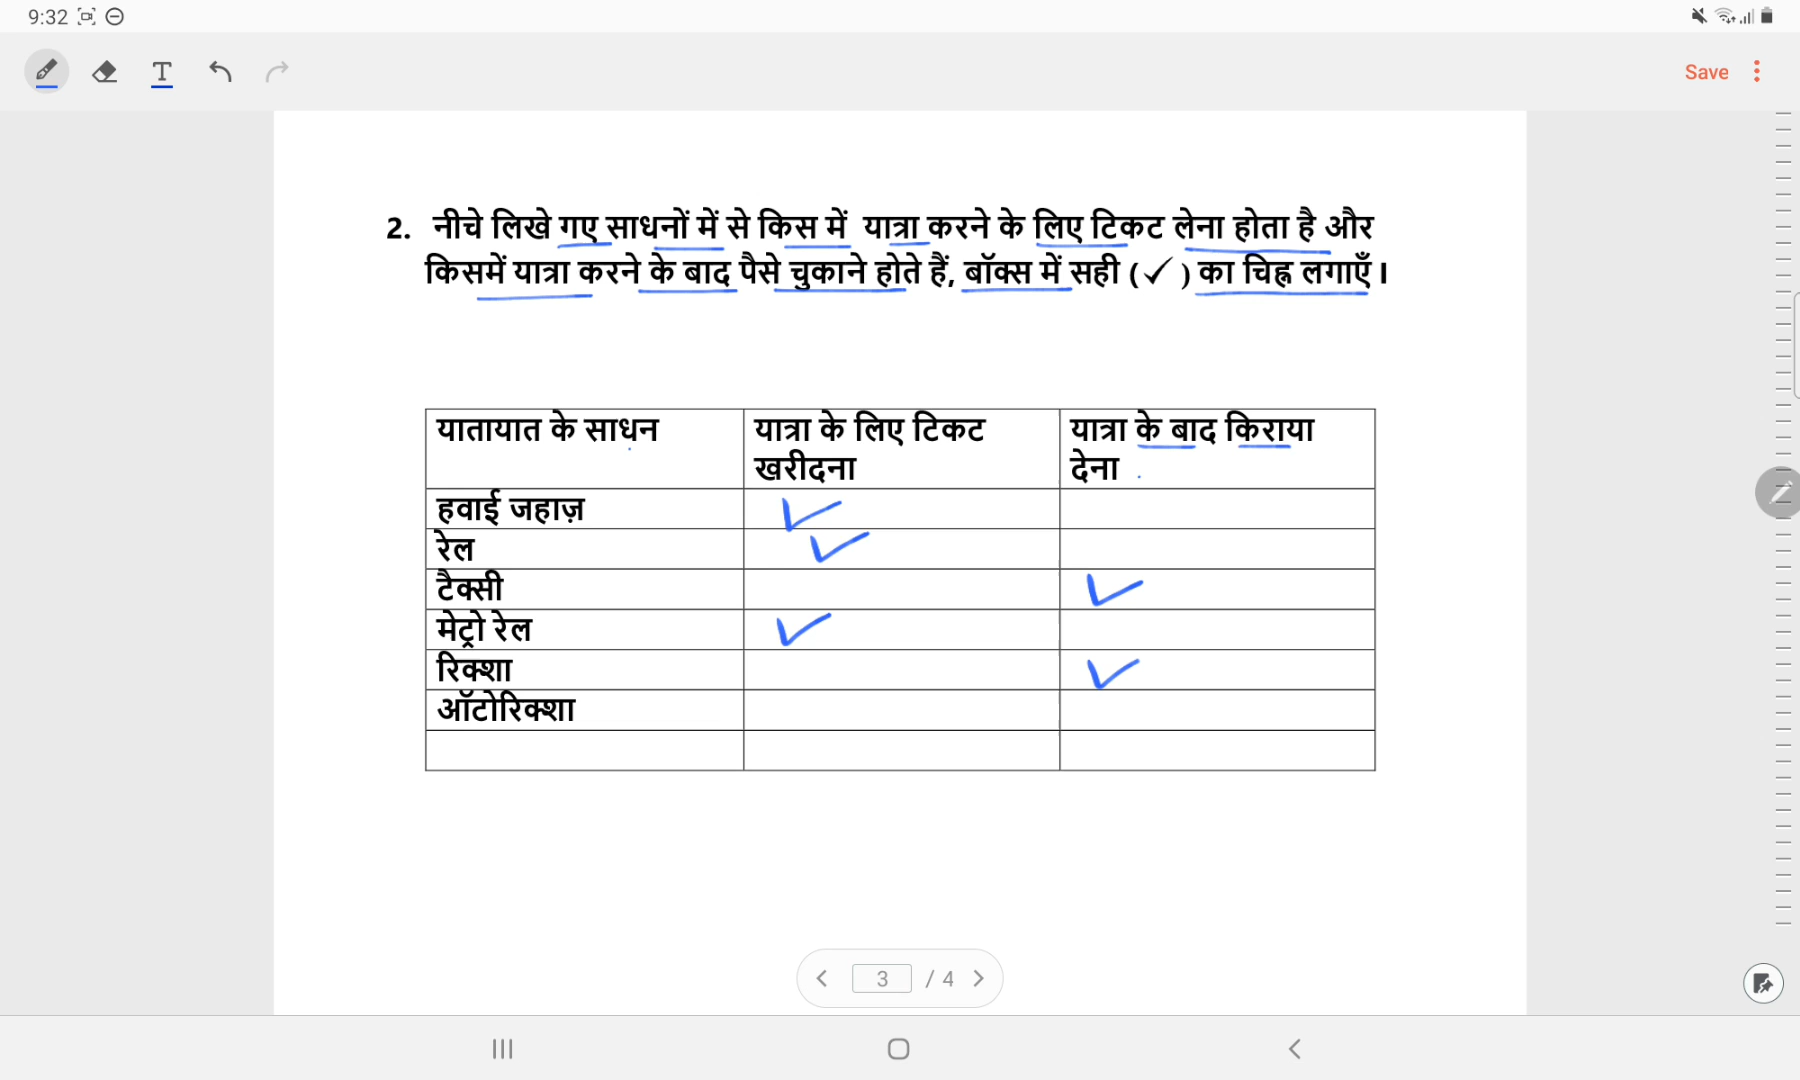 9:32
Save
2. नीचे लिखे गए साधनों में से किस में यात्रा करने के लिए टिकट लेना होता है और
किसमें यात्रा करने के बाद पैसे चुकाने होते हैं, बॉक्स में सही (✓) का चिह्न लगाएँ।
यातायात के साधन
यात्रा के लिए टिकट
खरीदना
यात्रा के बाद किराया
देना
हवाई जहाज़ ✓
रेल ✓
टैक्सी ✓
मेट्रो रेल ✓
रिक्शा ✓
ऑटोरिक्शा
3 / 4